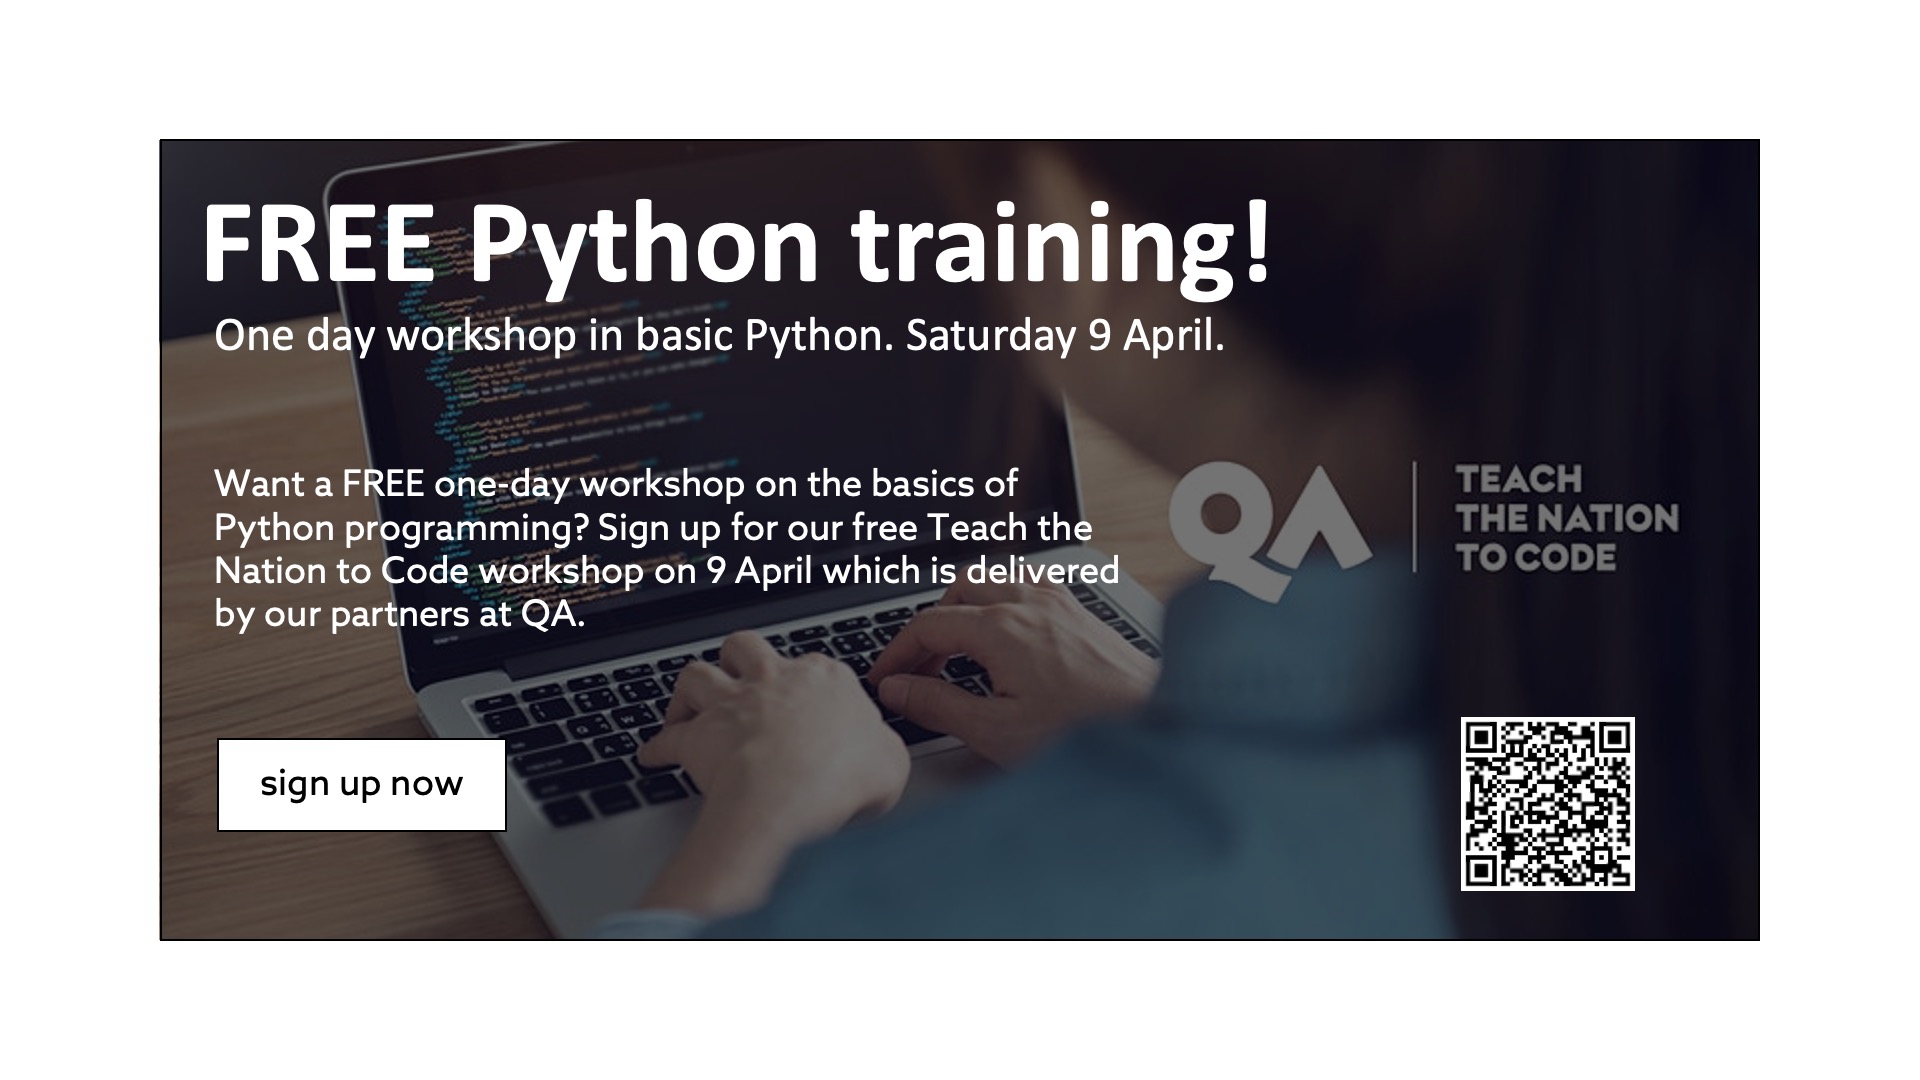 FREE Python training!
One day workshop in basic Python. Saturday 9 April.
Want a FREE one-day workshop on the basics of
Python programming? Sign up for our free Teach the
Nation to Code workshop on 9 April which is delivered
by our partners at QA.
QA
TEACH
THE NATION
TO CODE
sign up now